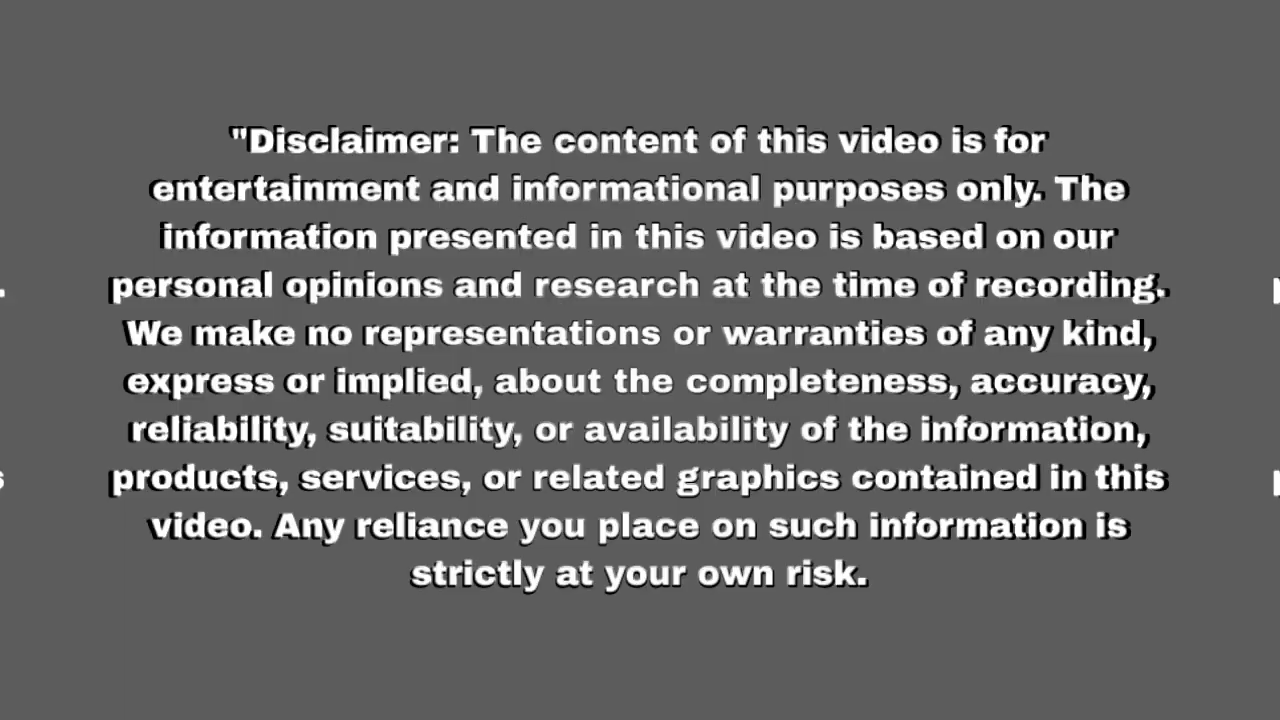 "Disclaimer: The content of this video is for
entertainment and informational purposes only. The
information presented in this video is based on our
personal opinions and research at the time of recording.
We make no representations or warranties of any kind,
express or implied, about the completeness, accuracy,
reliability, suitability, or availability of the information,
products, services, or related graphics contained in this
video. Any reliance you place on such information is
strictly at your own risk.